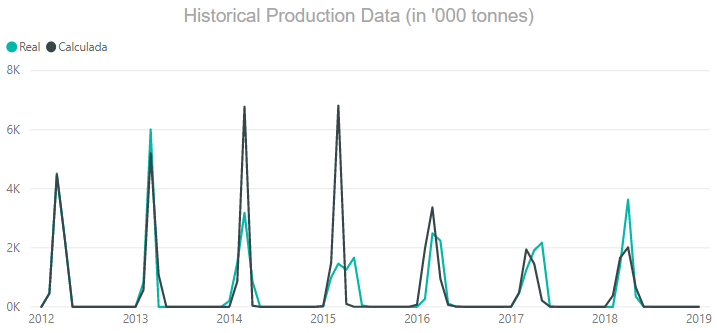 Historical Production Data (in '000 tonnes)
Real Calculada
8K
6K
4K
2K
0K
2012 2013 2014 2015 2016 2017 2018 2019